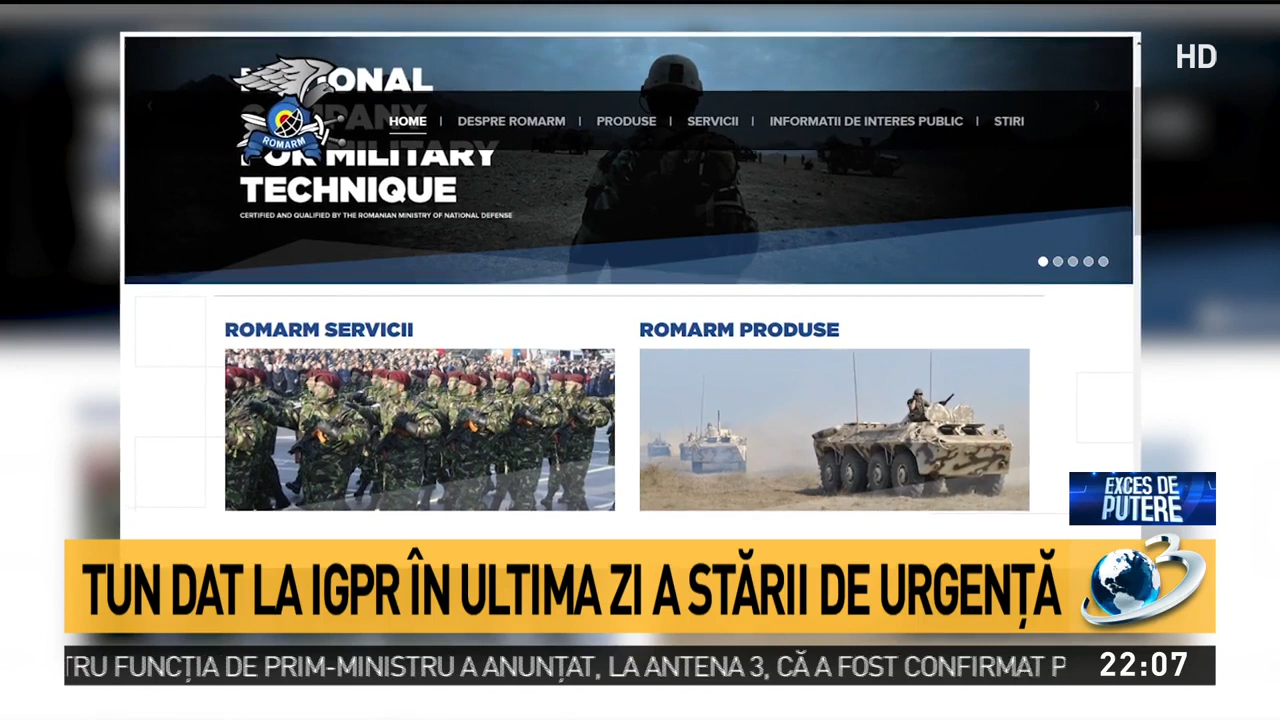 HD
HOME | DESPRE ROMARM | PRODUSE | SERVICII | INFORMATII DE INTERES PUBLIC | STIRI
COMPANY
ROMARM
FOR MILITARY
TECHNIQUE
CERTIFIED AND QUALIFIED BY THE ROMANIAN MINISTRY OF NATIONAL DEFENSE
ROMARM SERVICII
ROMARM PRODUSE
EXCES DE
PUTERE
TUN DAT LA IGPR ÎN ULTIMA ZI A STĂRII DE URGENȚĂ
3
FUNCȚIA DE PRIM-MINISTRU A ANUNȚAT, LA ANTENA 3, CĂ A FOST CONFIRMAT
22:07